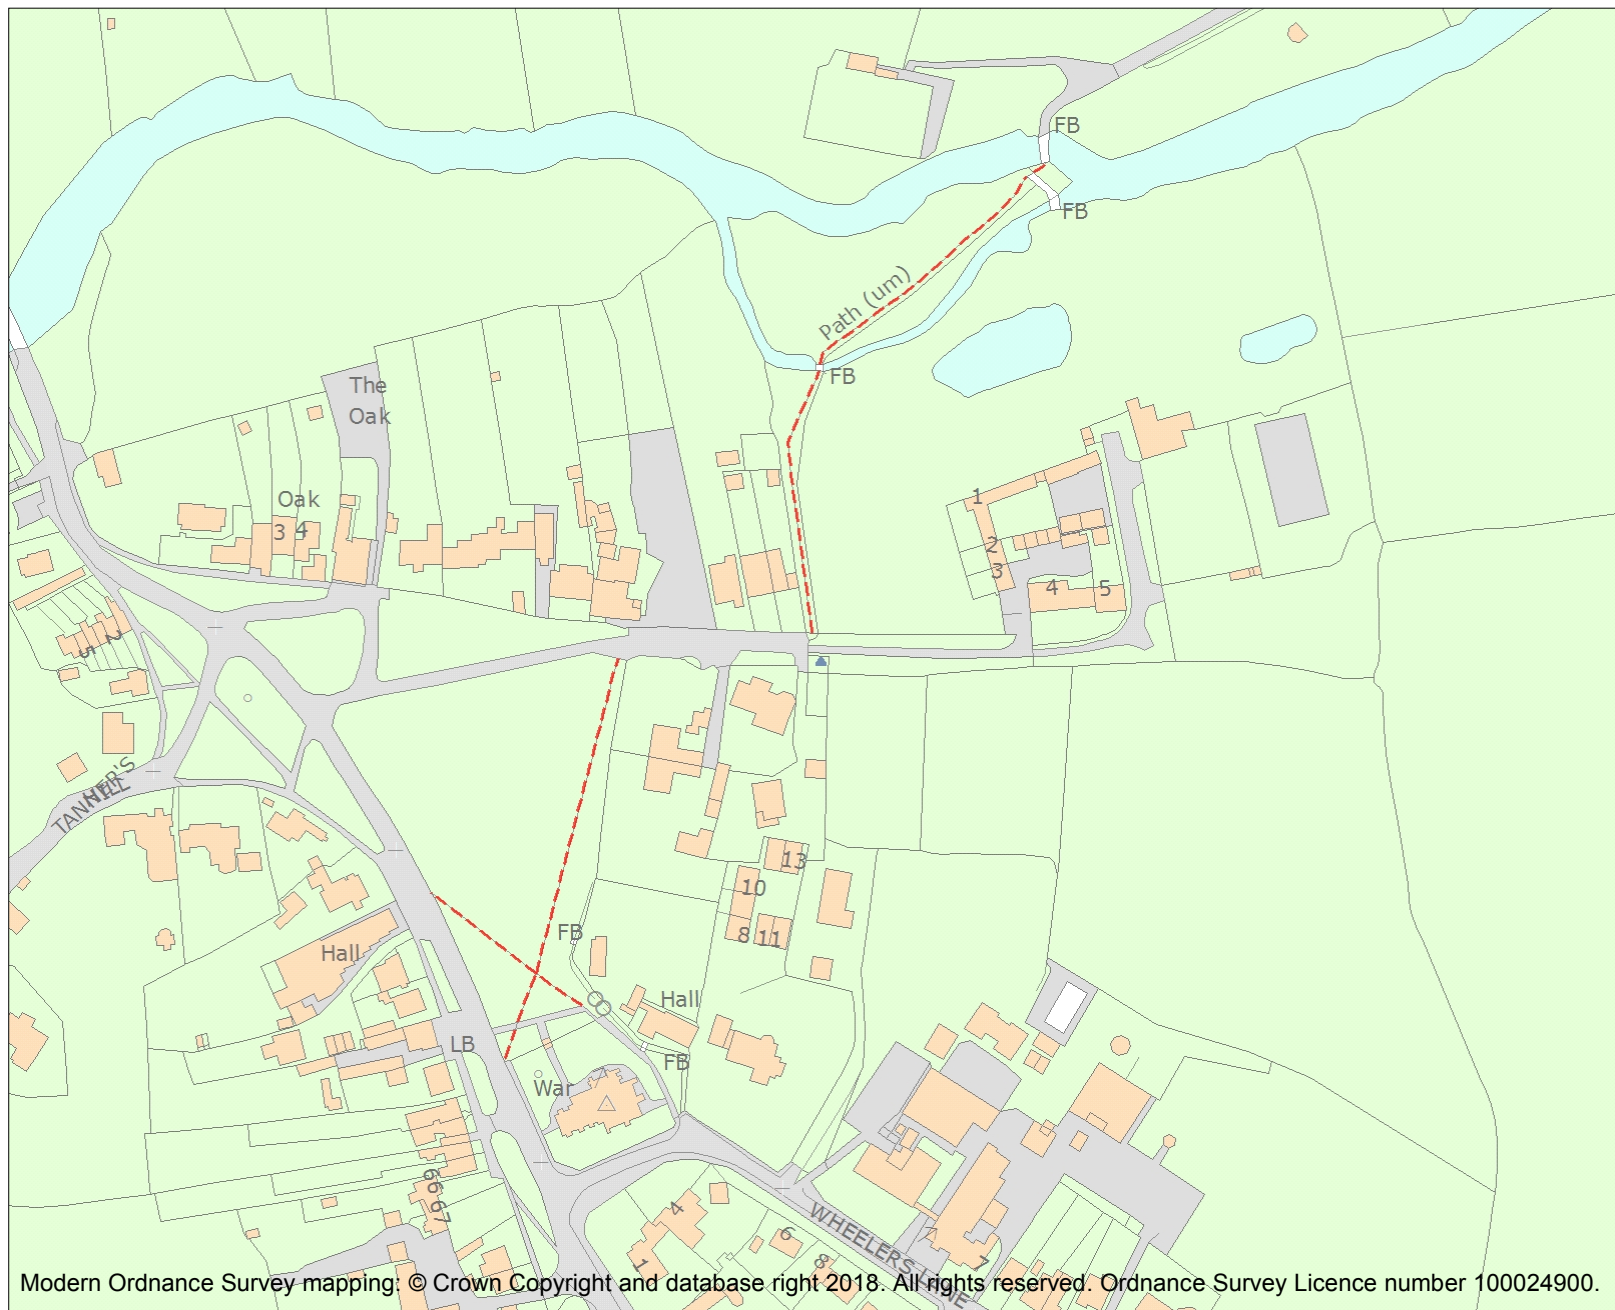 FB
FB
Path (um)
FB
The
Oak
Oak
3 4
1
2
3
4
5
2
5
TANNER'S
HILL
13
10
8 11
FB
Hall
Hall
LB
FB
War
66 67
4
1
6
8
7
WHEELERS LANE
Modern Ordnance Survey mapping: © Crown Copyright and database right 2018. All rights reserved. Ordnance Survey Licence number 100024900.